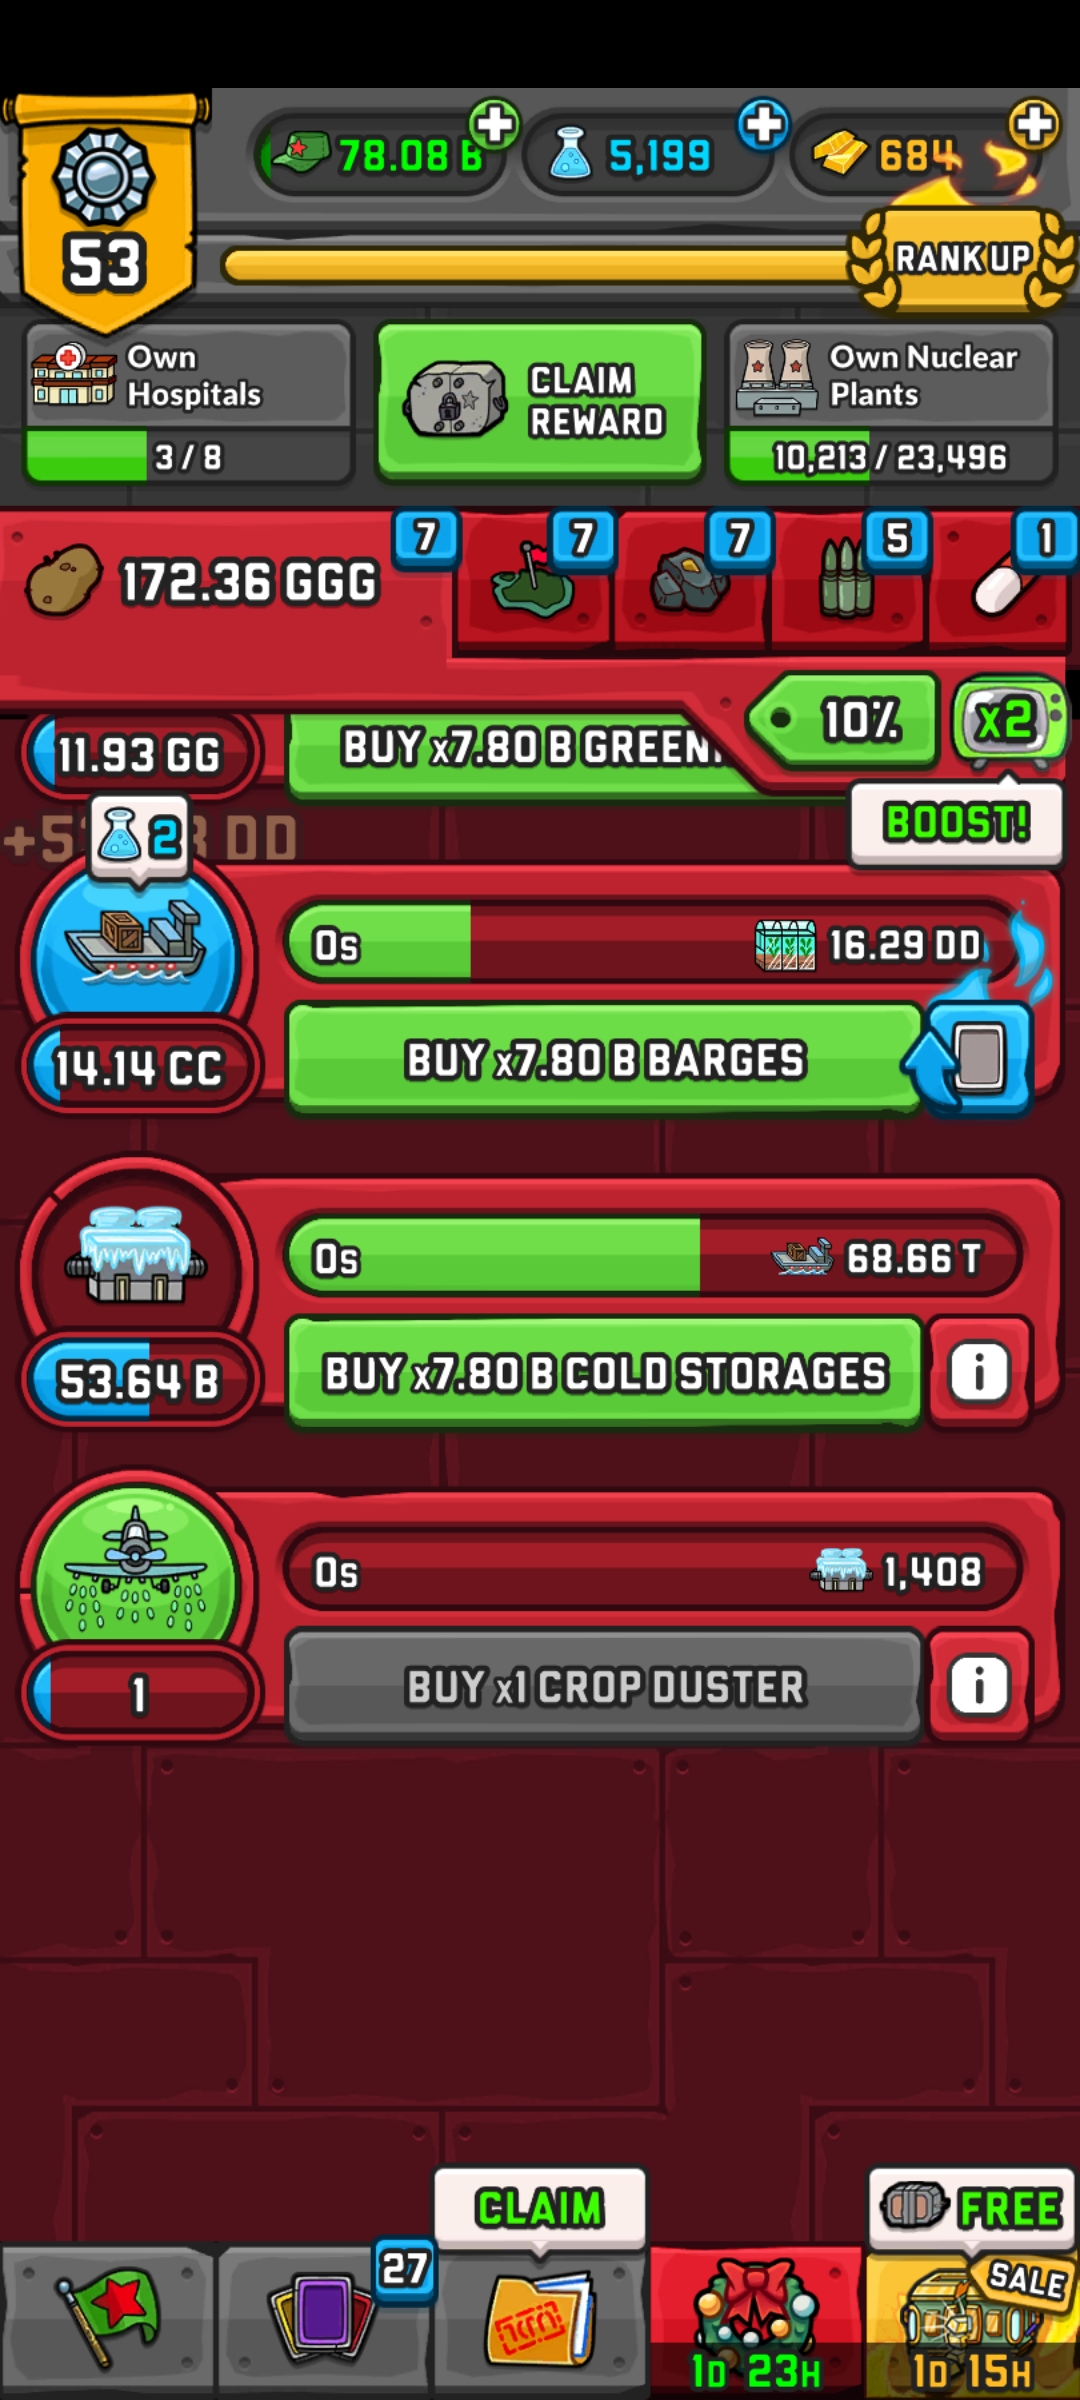 78.08 B
5,199
684
53
RANK UP
Own
Hospitals
3 / 8
CLAIM
REWARD
Own Nuclear
Plants
10,213 / 23,496
172.36 GGG
7
7
7
5
1
10%
x2
BOOST!
11.93 GG
BUY x7.80 B GREEN
2
DD
0s
16.29 DD
14.14 CC
BUY x7.80 B BARGES
0s
68.66 T
53.64 B
BUY x7.80 B COLD STORAGES
i
0s
1,408
1
BUY x1 CROP DUSTER
i
27
CLAIM
FREE
SALE
1D 23H
1D 15H